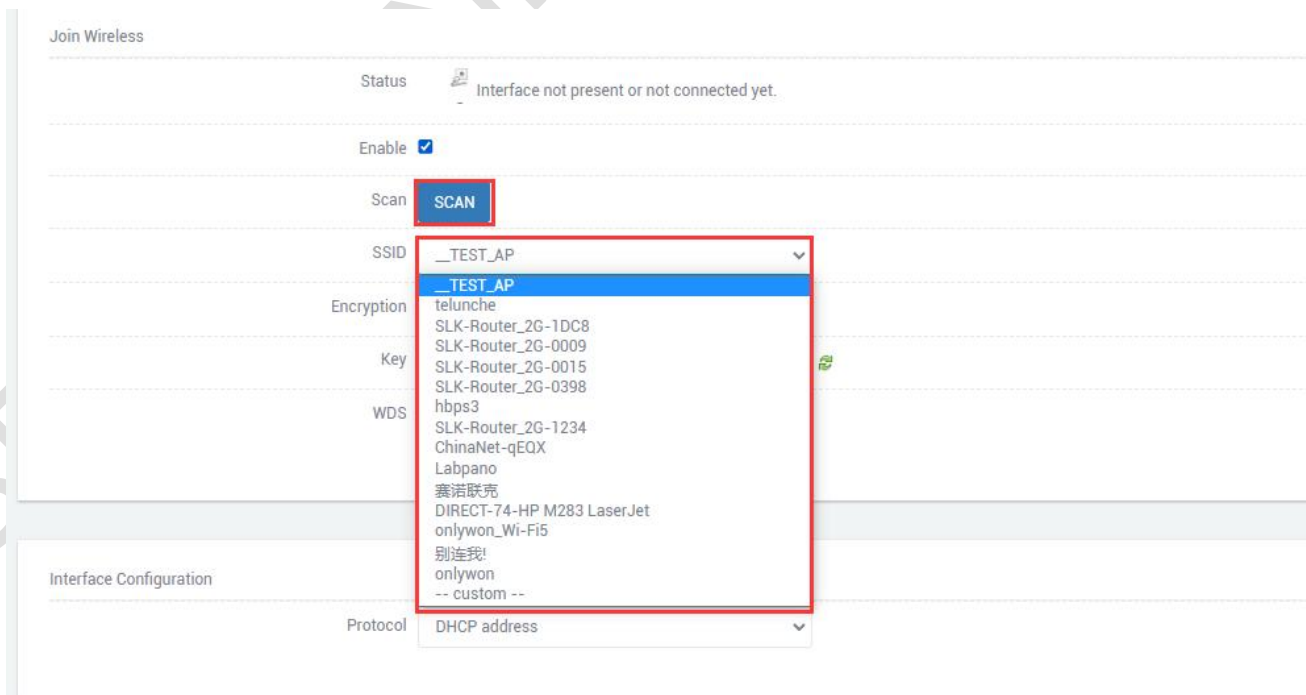 Join Wireless
Status Interface not present or not connected yet.
-
Enable
Scan SCAN
SSID __TEST_AP
__TEST_AP
Encryption telunche
SLK-Router_2G-1DC8
SLK-Router_2G-0009
Key SLK-Router_2G-0015
SLK-Router_2G-0398
WDS hbps3
SLK-Router_2G-1234
ChinaNet-qEQX
Labpano
赛诺联克
DIRECT-74-HP M283 LaserJet
onlywon_Wi-Fi5
别连我!
onlywon
-- custom --
Interface Configuration
Protocol DHCP address